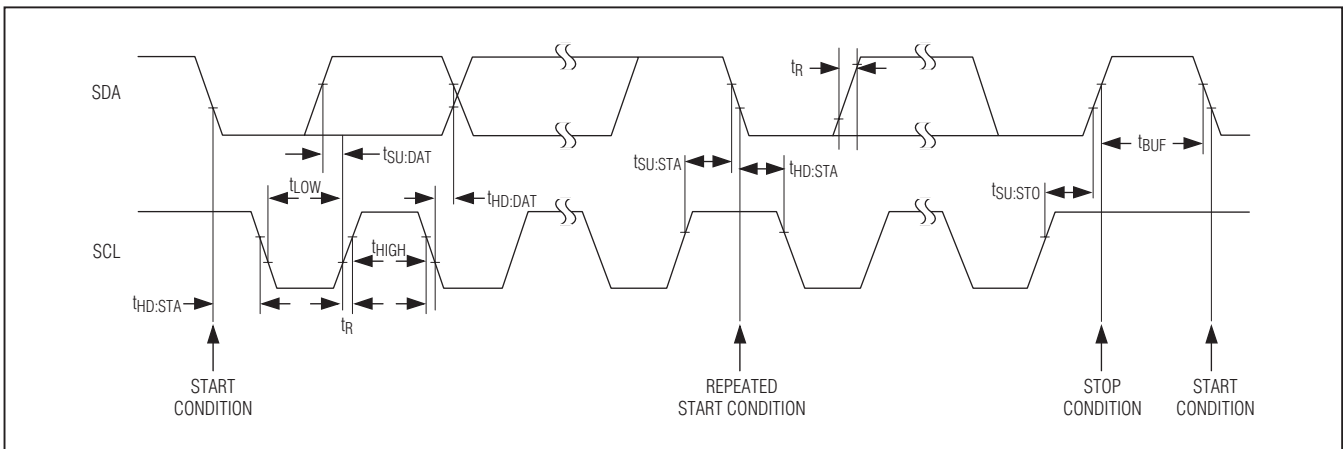 SDA
tR
tSU:DAT
tSU:STA
tHD:STA
tBUF
tLOW
tHD:DAT
tSU:STO
SCL
tHIGH
tHD:STA
tR
START
CONDITION
REPEATED
START CONDITION
STOP
CONDITION
START
CONDITION